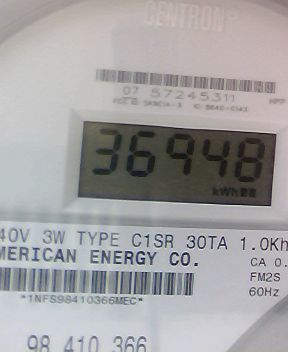 CENTRON®
07 57245311
36948
kWh
40V 3W TYPE C1SR 30TA 1.0Kh
MERICAN ENERGY CO.
CA 0.
FM2S
60Hz
*1NFS98410366MEC*
98 410 366